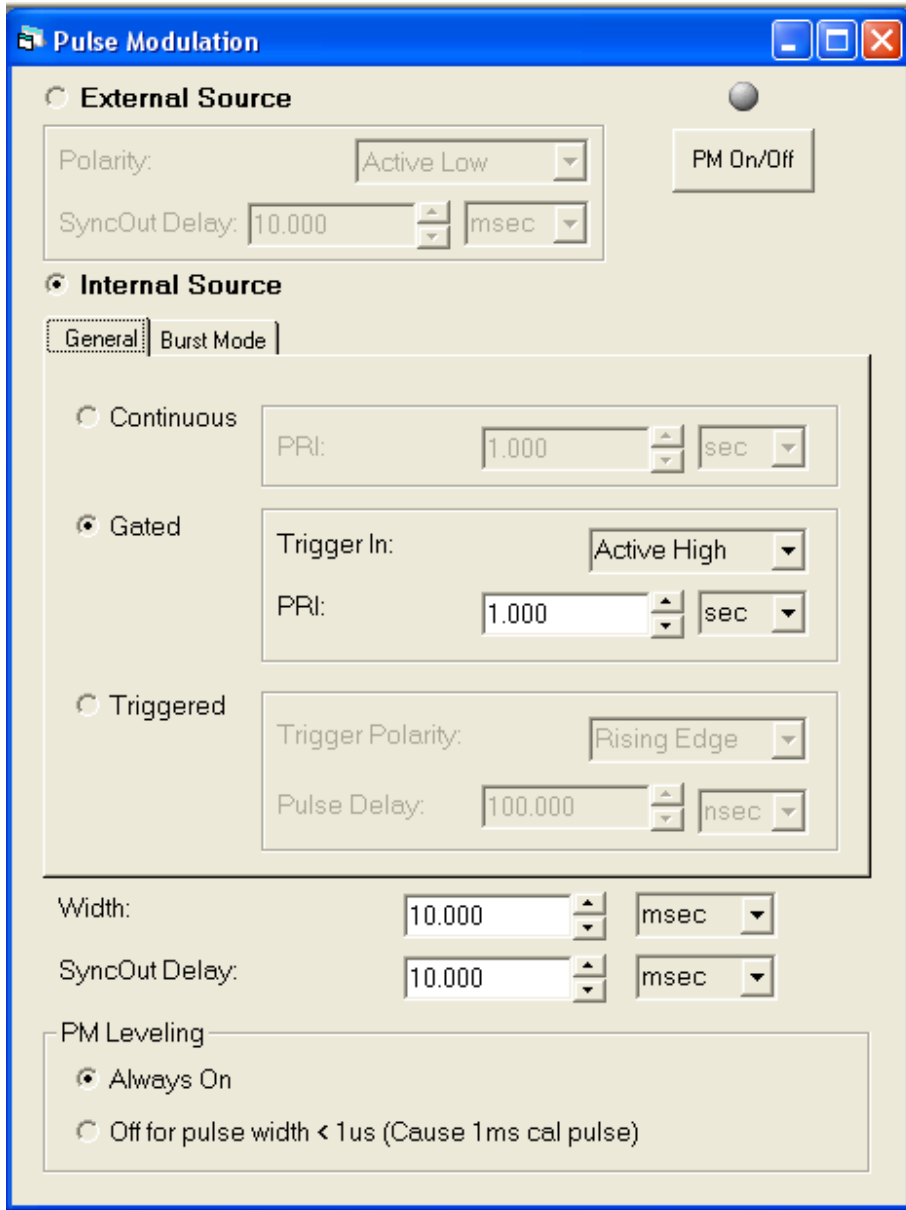 Pulse Modulation
External Source
Polarity: Active Low
PM On/Off
SyncOut Delay: 10.000 msec
Internal Source
General Burst Mode
Continuous
PRI: 1.000 sec
Gated
Trigger In: Active High
PRI: 1.000 sec
Triggered
Trigger Polarity: Rising Edge
Pulse Delay: 100.000 nsec
Width: 10.000 msec
SyncOut Delay: 10.000 msec
PM Leveling
Always On
Off for pulse width < 1us (Cause 1ms cal pulse)